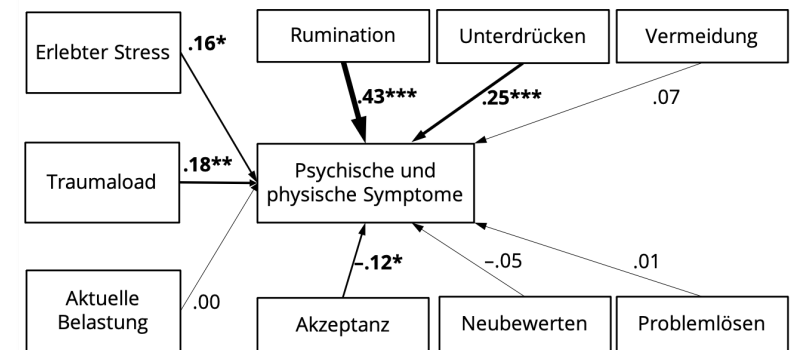 Rumination
Unterdrücken
Vermeidung
Erlebter Stress
.16*
.43***
.25***
.07
Traumaload
.18**
Psychische und
physische Symptome
–.12*
–.05
.01
Aktuelle
Belastung
.00
Akzeptanz
Neubewerten
Problemlösen